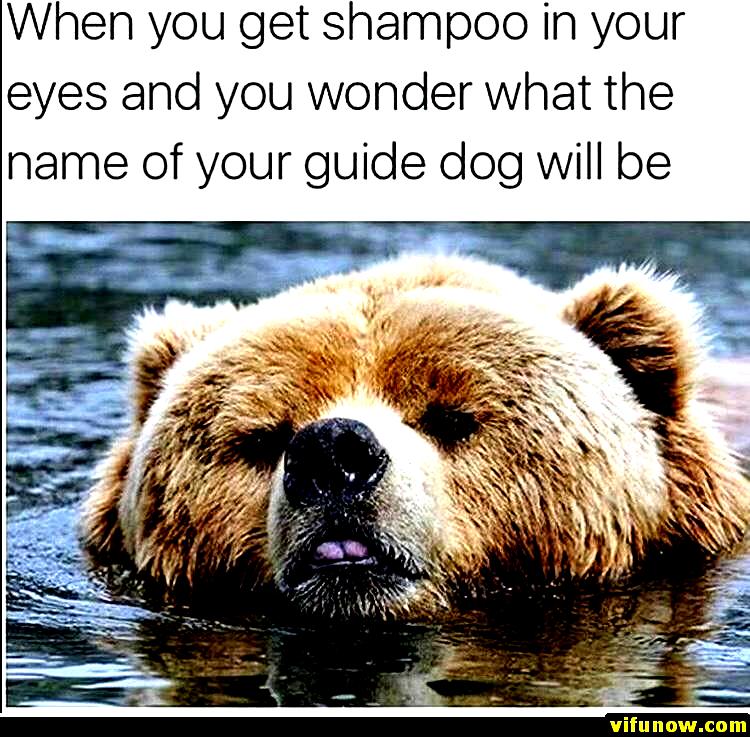 When you get shampoo in your
eyes and you wonder what the
name of your guide dog will be
vifunow.com